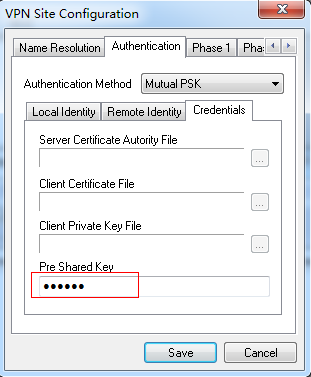 VPN Site Configuration
Name Resolution Authentication Phase 1
Authentication Method Mutual PSK
Local Identity Remote Identity Credentials
Server Certificate Autority File
...
Client Certificate File
...
Client Private Key File
...
Pre Shared Key
●●●●●●
Save Cancel